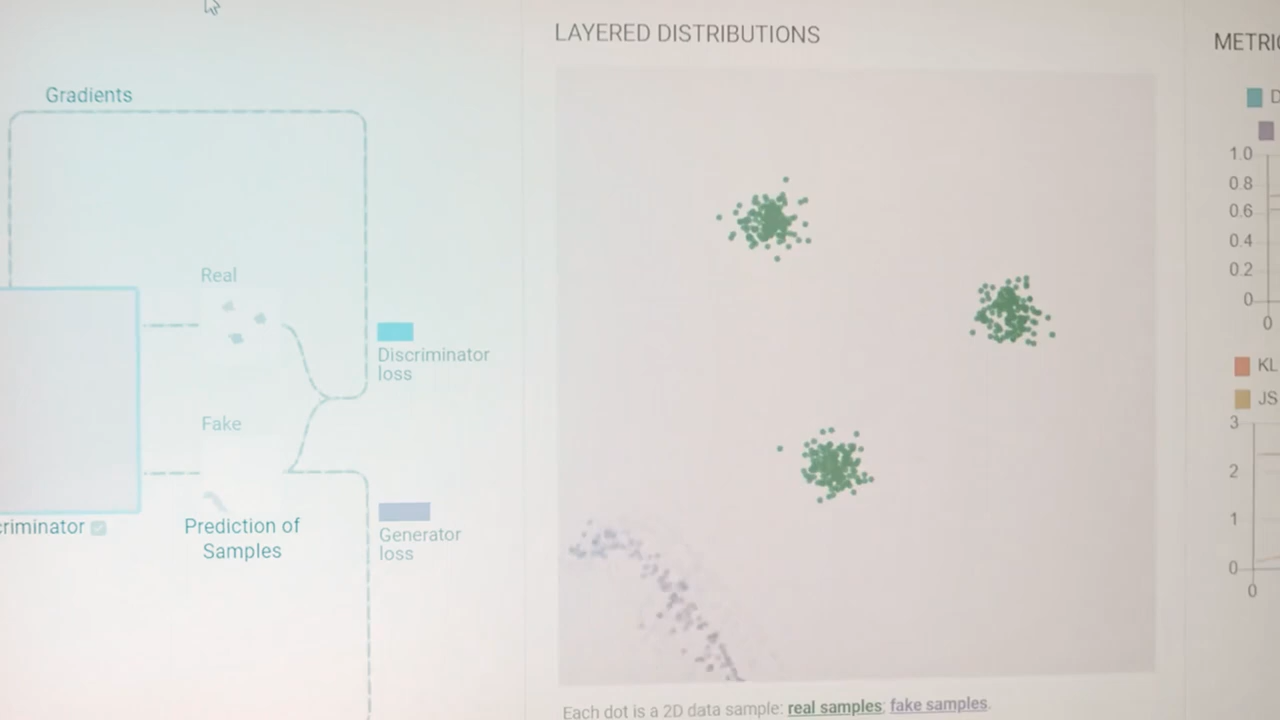 LAYERED DISTRIBUTIONS
METRIC
Gradients
D
1.0
0.8
0.6
0.4
0.2
0
0
Real
Discriminator
loss
KL
JS
3
2
1
0
0
Fake
criminator
Prediction of
Samples
Generator
loss
Each dot is a 2D data sample: real samples; fake samples.